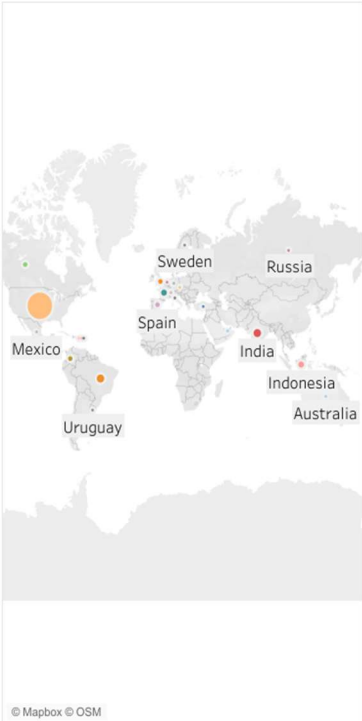 Sweden
Russia
Spain
Mexico
India
Indonesia
Australia
Uruguay
© Mapbox © OSM